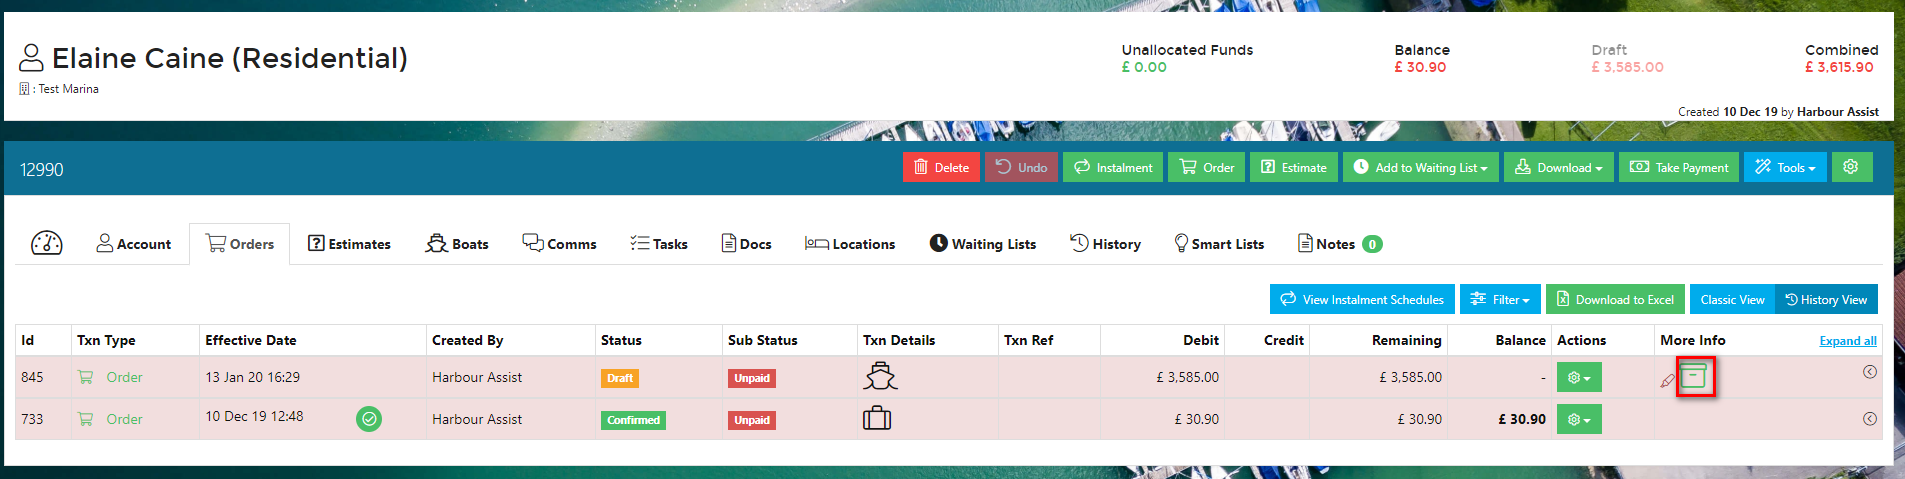 Elaine Caine (Residential)
: Test Marina
Unallocated Funds Balance Draft Combined
£ 0.00 £ 30.90 £ 3,585.00 £ 3,615.90
Created 10 Dec 19 by Harbour Assist
12990 Delete Undo Instalment Order Estimate Add to Waiting List Download Take Payment Tools
Account Orders Estimates Boats Comms Tasks Docs Locations Waiting Lists History Smart Lists Notes 0
View Instalment Schedules Filter Download to Excel Classic View History View
Id Txn Type Effective Date Created By Status Sub Status Txn Details Txn Ref Debit Credit Remaining Balance Actions More Info Expand all
845 Order 13 Jan 20 16:29 Harbour Assist Draft Unpaid £ 3,585.00 £ 3,585.00 -
733 Order 10 Dec 19 12:48 Harbour Assist Confirmed Unpaid £ 30.90 £ 30.90 £ 30.90